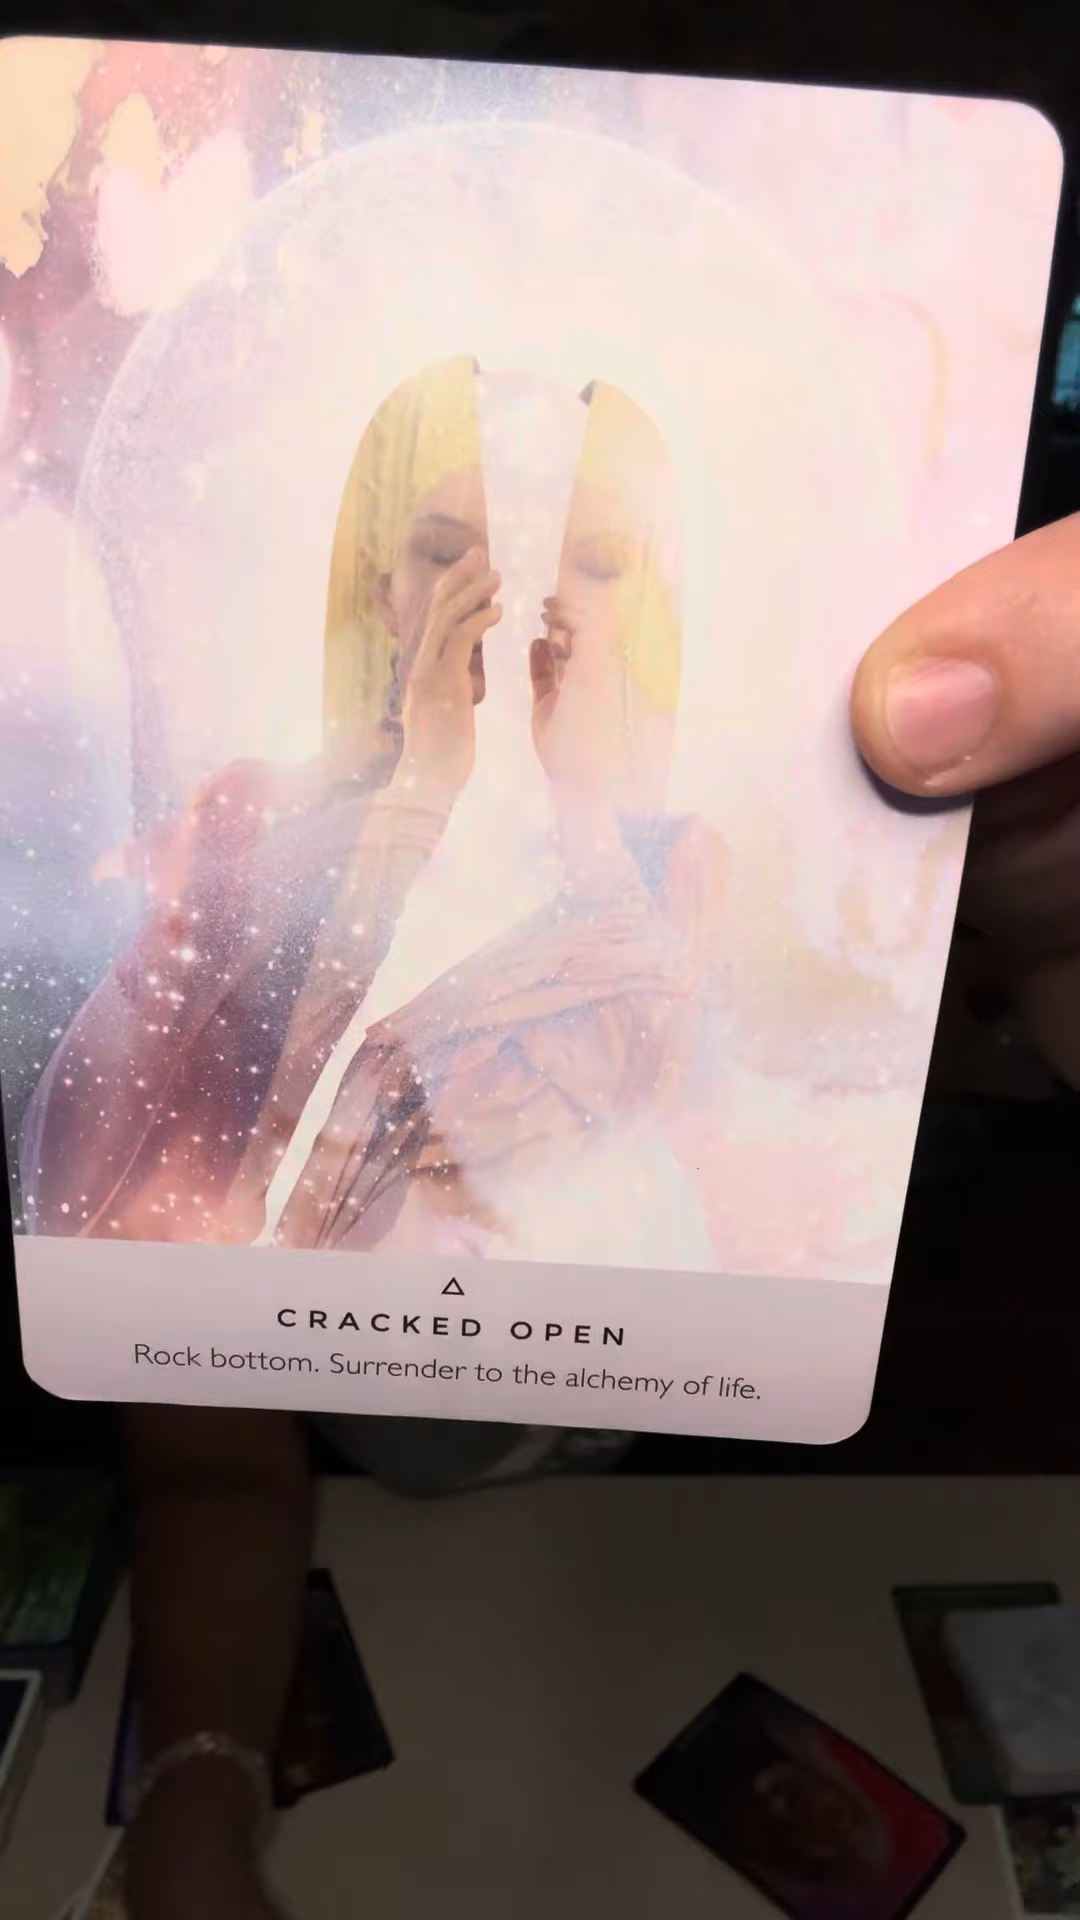 CRACKED OPEN
Rock bottom. Surrender to the alchemy of life.